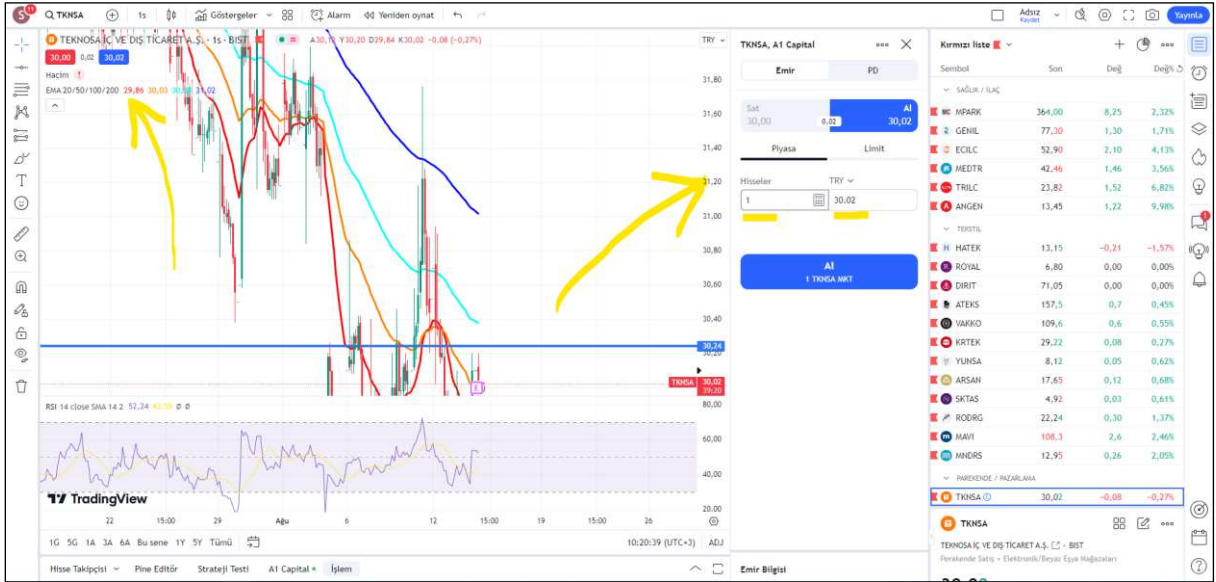 11
TKNSA
1s
Göstergeler
Alarm
Yeniden oynat
Adsız
Kaydet
Yayınla
TEKNOSA İÇ VE DIŞ TİCARET A.Ş. · 1s · BIST
A30,12 Y30,20 D29,84 K30,02 -0,08 (-0,27%)
TRY
30,00 0,02 30,02
Hacim
EMA 20/50/100/200 29,86 30,03 31,02
31,80
31,60
31,40
31,20
31,00
30,80
30,60
30,40
30,24
30,20
TKNSA 30,02
39:20
RSI 14 close SMA 14 2 52,24 Ø Ø
80,00
60,00
40,00
20,00
TradingView
22 15:00 29 Ağu 6 12 15:00 19 15:00 26
1G 5G 1A 3A 6A Bu sene 1Y 5Y Tümü
10:20:39 (UTC+3) ADJ
Hisse Takipçisi Pine Editör Strateji Testi A1 Capital İşlem
TKNSA, A1 Capital
Emir PD
Sat Al
30,00 0,02 30,02
Piyasa Limit
Hisseler TRY
1 30.02
Al
1 TKNSA MKT
Emir Bilgisi
Kırmızı liste
Sembol Son Değ Değ%
SAĞLIK / İLAÇ
MPARK 364,00 8,25 2,32%
GENIL 77,30 1,30 1,71%
ECILC 52,90 2,10 4,13%
MEDTR 42,46 1,46 3,56%
TRILC 23,82 1,52 6,82%
ANGEN 13,45 1,22 9,98%
TEKSTİL
HATEK 13,15 −0,21 −1,57%
ROYAL 6,80 0,00 0,00%
DIRIT 71,05 0,00 0,00%
ATEKS 157,5 0,7 0,45%
VAKKO 109,6 0,6 0,55%
KRTEK 29,22 0,08 0,27%
YUNSA 8,12 0,05 0,62%
ARSAN 17,65 0,12 0,68%
SKTAS 4,92 0,03 0,61%
RODRG 22,24 0,30 1,37%
MAVI 108,3 2,6 2,46%
MNDRS 12,95 0,26 2,05%
PAREKENDE / PAZARLAMA
TKNSA 30,02 −0,08 −0,27%
TKNSA
TEKNOSA İÇ VE DIŞ TİCARET A.Ş. • BIST
Perakende Satış • Elektronik/Beyaz Eşya Mağazaları